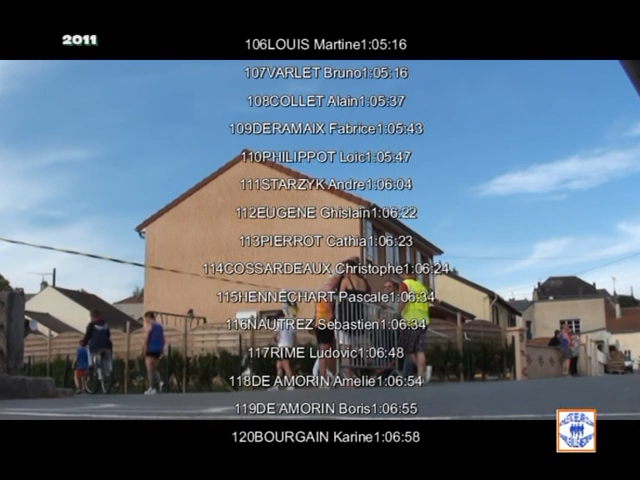 2011
106LOUIS Martine1:05:16
107VARLET Bruno1:05:16
108COLLET Alain1:05:37
109DERAMAIX Fabrice1:05:43
110PHILIPPOT Loic1:05:47
111STARZYK Andre1:06:04
112EUGENE Ghislain1:06:22
113PIERROT Cathia1:06:23
114COSSARDEAUX Christophe1:06:24
115HENNECHART Pascale1:06:34
116NAUTREZ Sebastien1:06:34
117RIME Ludovic1:06:48
118DE AMORIN Amelie1:06:54
119DE AMORIN Boris1:06:55
120BOURGAIN Karine1:06:58